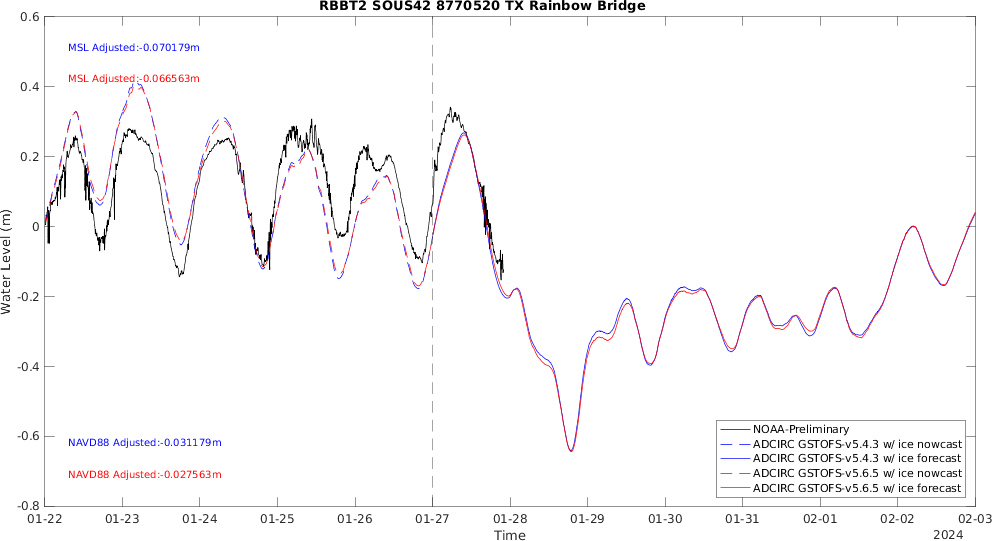 RBBT2 SOUS42 8770520 TX Rainbow Bridge
0.6
MSL Adjusted:-0.070179m
MSL Adjusted:-0.066563m
0.4
0.2
0
-0.2
-0.4
-0.6
-0.8
Water Level (m)
NAVD88 Adjusted:-0.031179m
NAVD88 Adjusted:-0.027563m
NOAA-Preliminary
ADCIRC GSTOFS-v5.4.3 w/ ice nowcast
ADCIRC GSTOFS-v5.4.3 w/ ice forecast
ADCIRC GSTOFS-v5.6.5 w/ ice nowcast
ADCIRC GSTOFS-v5.6.5 w/ ice forecast
01-22 01-23 01-24 01-25 01-26 01-27 01-28 01-29 01-30 01-31 02-01 02-02 02-03
Time
2024